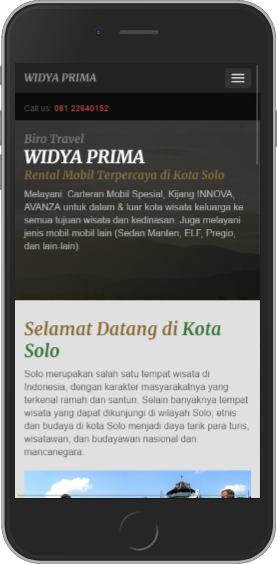 WIDYA PRIMA
Call us: 081 22640152
Biro Travel
WIDYA PRIMA
Rental Mobil Terpercaya di Kota Solo
Melayani: Carteran Mobil Spesial, Kijang INNOVA,
AVANZA untuk dalam & luar kota wisata keluarga ke
semua tujuan wisata dan kedinasan. Juga melayani
jenis mobil-mobil lain (Sedan Manten, ELF, Pregio,
dan lain-lain)
Selamat Datang di Kota
Solo
Solo merupakan salah satu tempat wisata di
Indonesia, dengan karakter masyarakatnya yang
terkenal ramah dan santun. Selain banyaknya tempat
wisata yang dapat dikunjungi di wilayah Solo, etnis
dan budaya di kota Solo menjadi daya tarik para turis,
wisatawan, dan budayawan nasional dan
mancanegara.